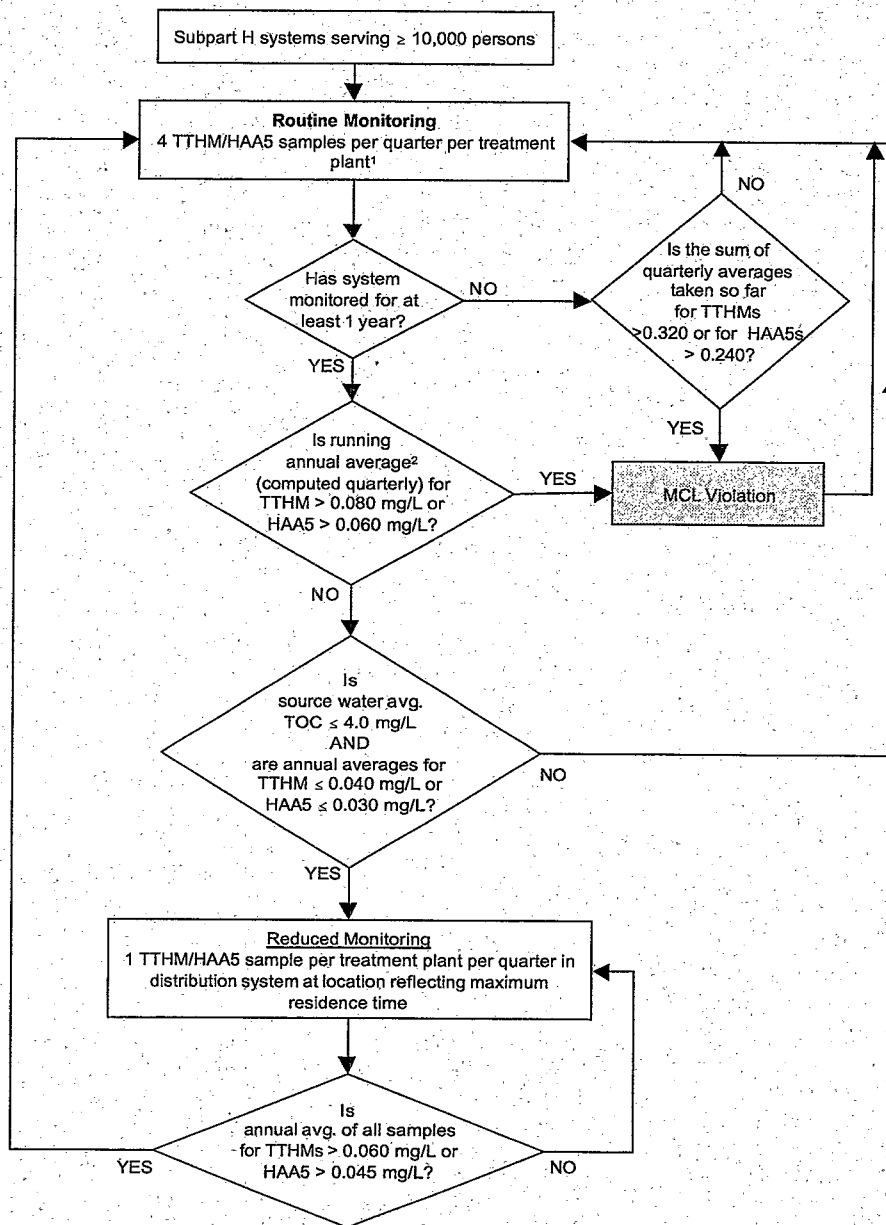 Subpart H systems serving ≥ 10,000 persons
Routine Monitoring
4 TTHM/HAA5 samples per quarter per treatment
plant¹
Has system
monitored for at
least 1 year?
NO
YES
Is the sum of
quarterly averages
taken so far
for TTHMs
>0.320 or for HAA5s
> 0.240?
NO
YES
Is running
annual average²
(computed quarterly) for
TTHM > 0.080 mg/L or
HAA5 > 0.060 mg/L?
YES
MCL Violation
NO
Is
source water avg.
TOC ≤ 4.0 mg/L
AND
are annual averages for
TTHM ≤ 0.040 mg/L or
HAA5 ≤ 0.030 mg/L?
NO
YES
Reduced Monitoring
1 TTHM/HAA5 sample per treatment plant per quarter in
distribution system at location reflecting maximum
residence time
Is
annual avg. of all samples
for TTHMs > 0.060 mg/L or
HAA5 > 0.045 mg/L?
YES
NO